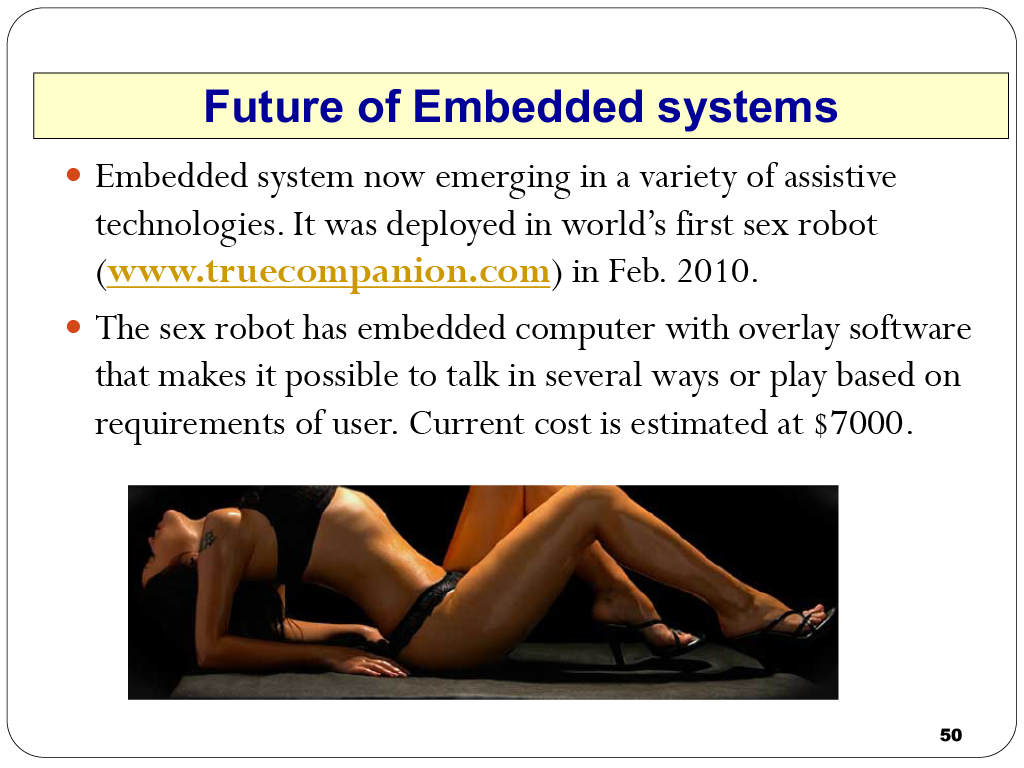 Future of Embedded systems
Embedded system now emerging in a variety of assistive
technologies. It was deployed in world’s first sex robot
(www.truecompanion.com) in Feb. 2010.
The sex robot has embedded computer with overlay software
that makes it possible to talk in several ways or play based on
requirements of user. Current cost is estimated at $7000.
50